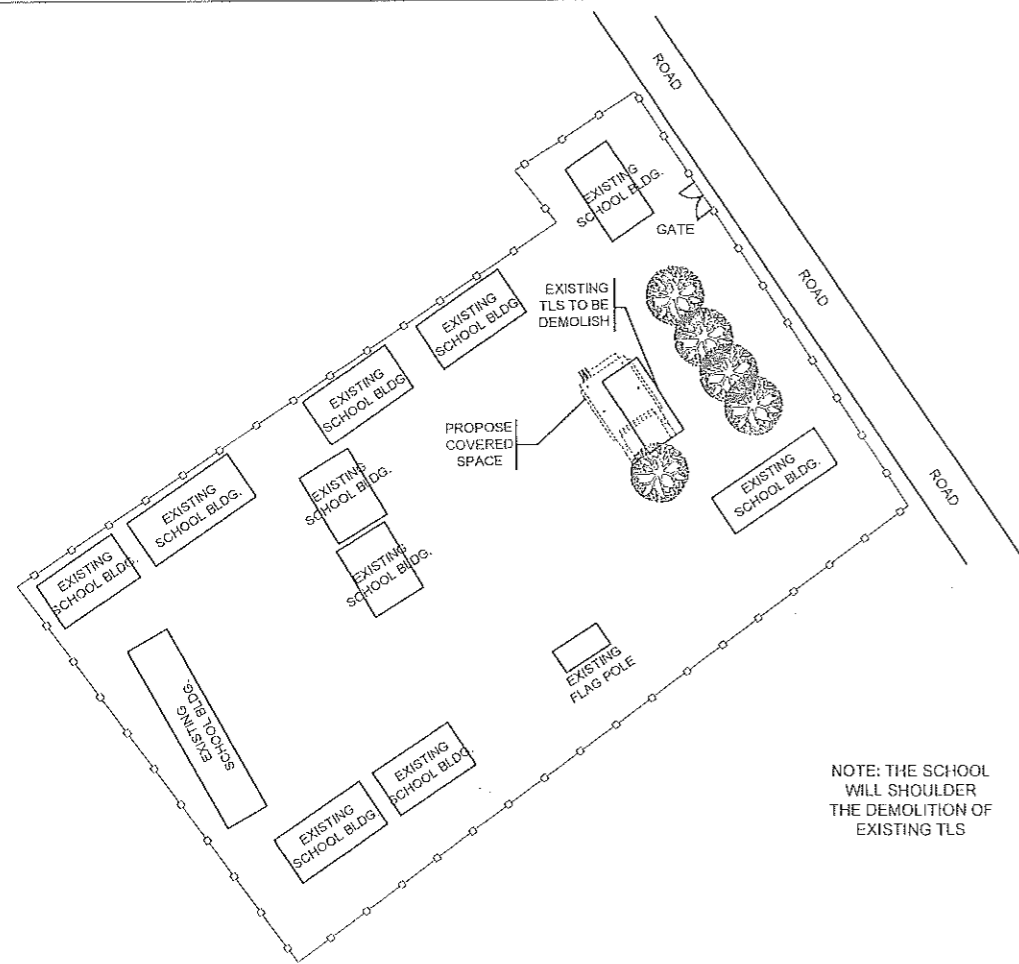 ROAD
EXISTING
SCHOOL BLDG.
GATE
ROAD
EXISTING
TLS TO BE
DEMOLISH
EXISTING
SCHOOL BLDG
EXISTING
SCHOOL BLDG
PROPOSE
COVERED
SPACE
EXISTING
SCHOOL BLDG.
ROAD
EXISTING
SCHOOL BLDG.
EXISTING
SCHOOL BLDG.
EXISTING
SCHOOL BLDG.
EXISTING
SCHOOL BLDG.
EXISTING
FLAG POLE
EXISTING
SCHOOL BLDG.
EXISTING
SCHOOL BLDG.
EXISTING
SCHOOL BLDG
NOTE: THE SCHOOL
WILL SHOULDER
THE DEMOLITION OF
EXISTING TLS